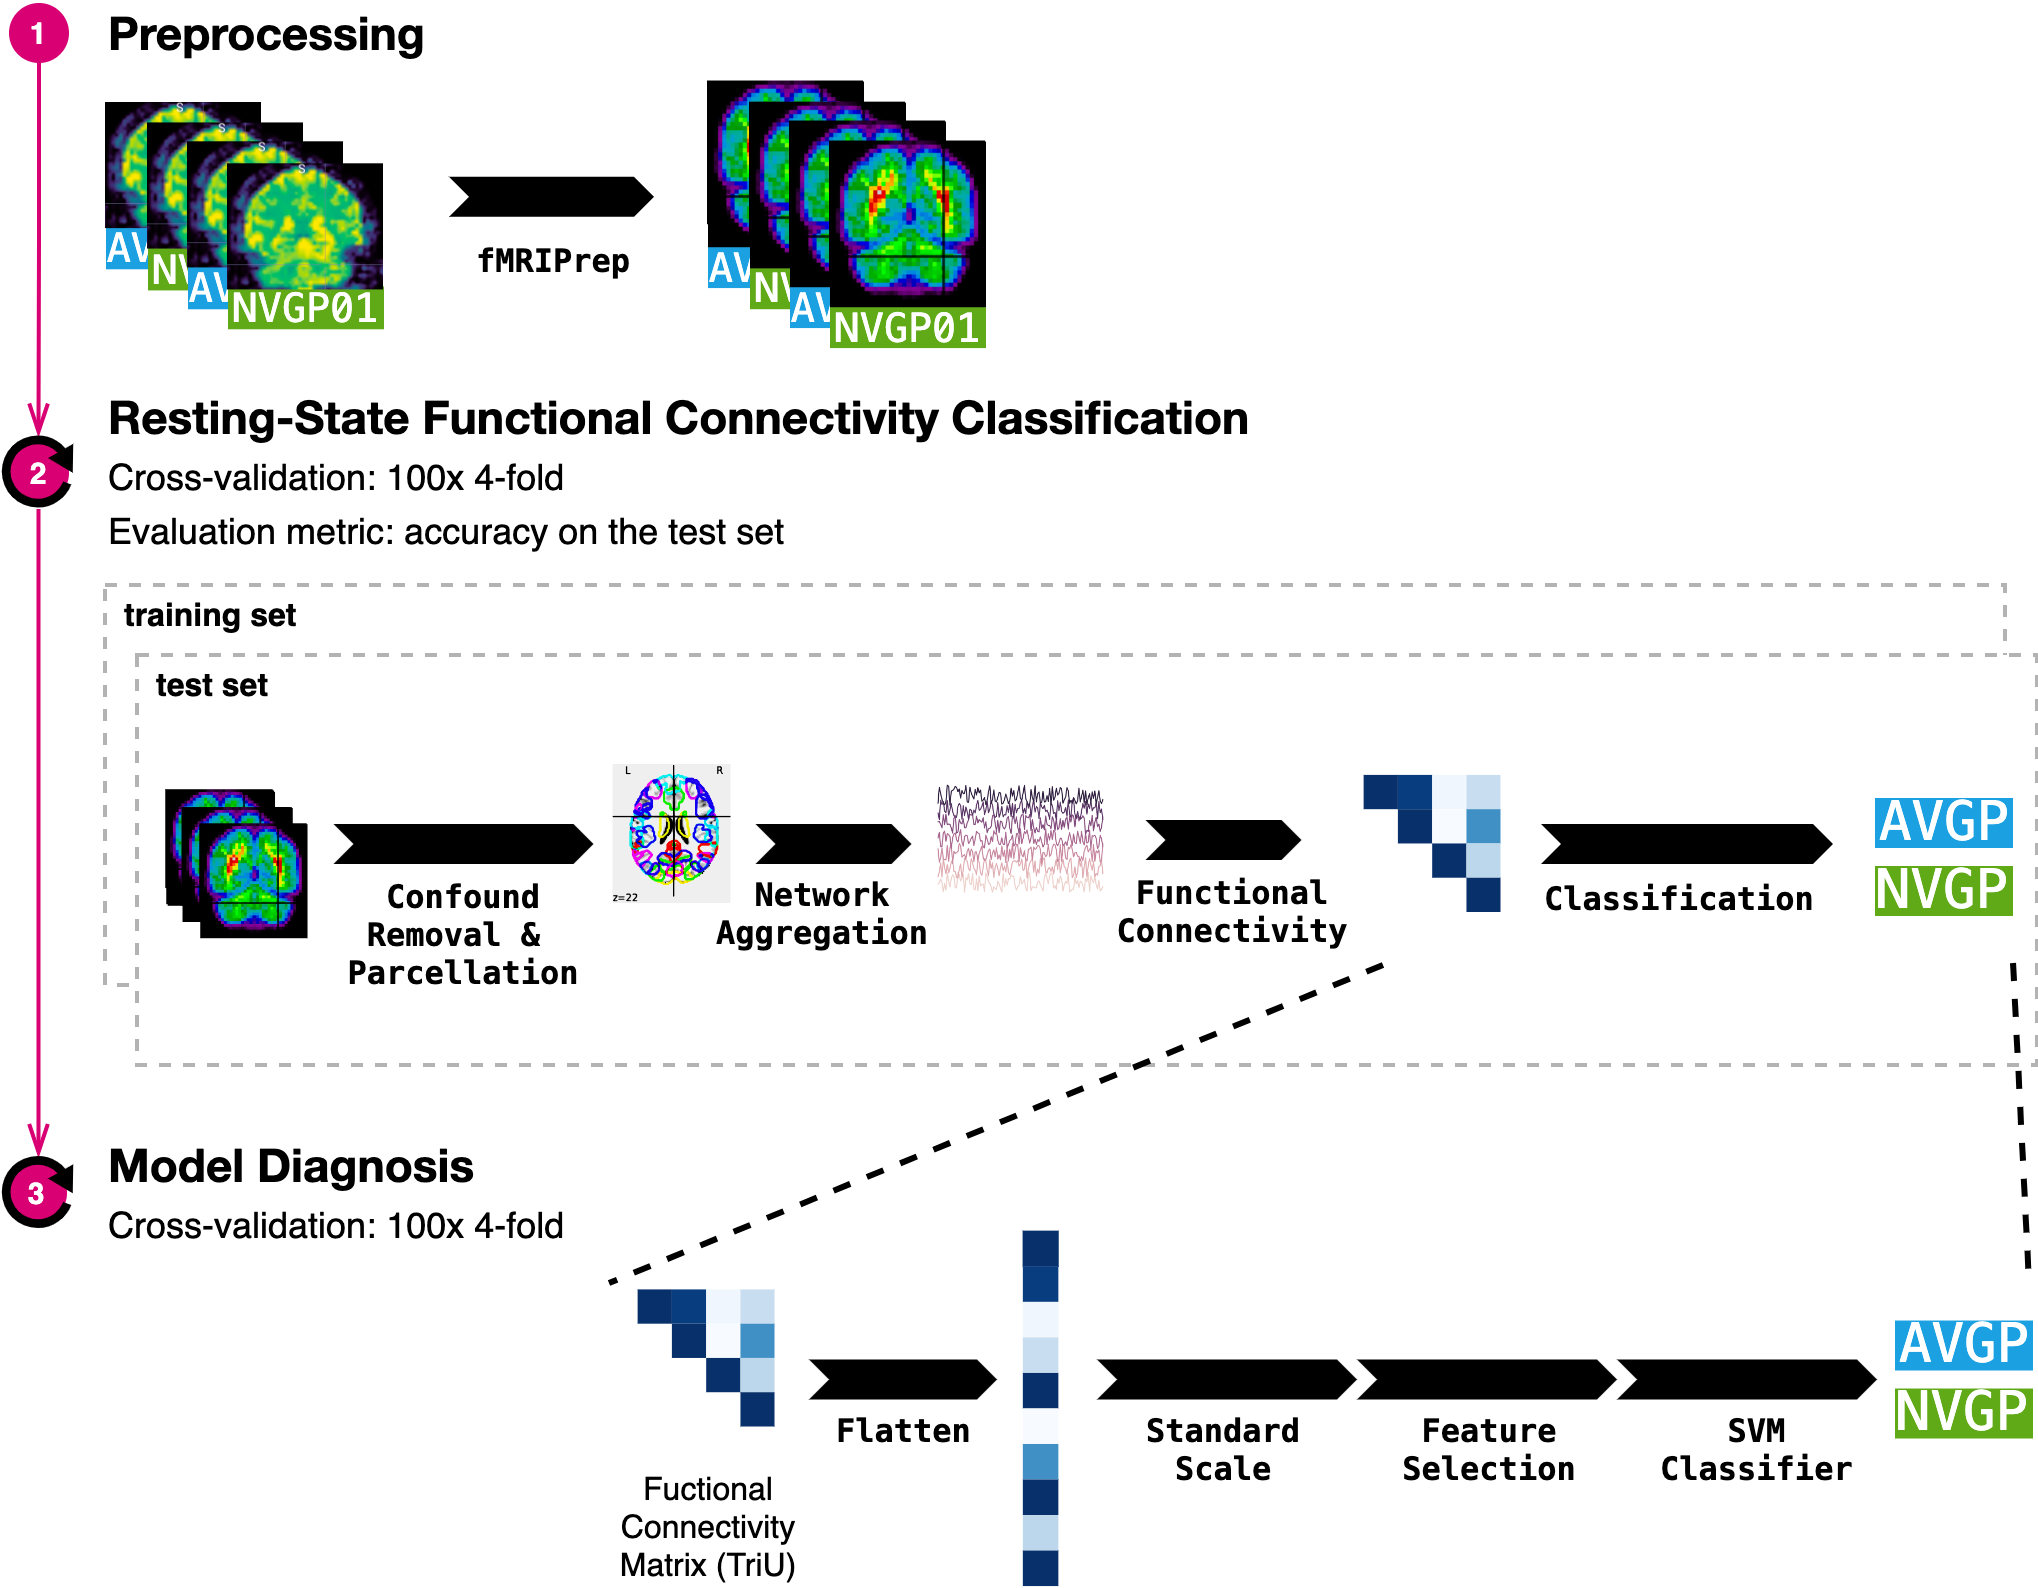 1 Preprocessing
S
S
S
S
AV
NV
AV
NVGP01
fMRIPrep
AV
NV
AV
NVGP01
2 Resting-State Functional Connectivity Classification
Cross-validation: 100x 4-fold
Evaluation metric: accuracy on the test set
training set
test set
Confound
Removal &
Parcellation
L R
z=22
Network
Aggregation
Functional
Connectivity
Classification
AVGP
NVGP
3 Model Diagnosis
Cross-validation: 100x 4-fold
Fuctional
Connectivity
Matrix (TriU)
Flatten
Standard
Scale
Feature
Selection
SVM
Classifier
AVGP
NVGP